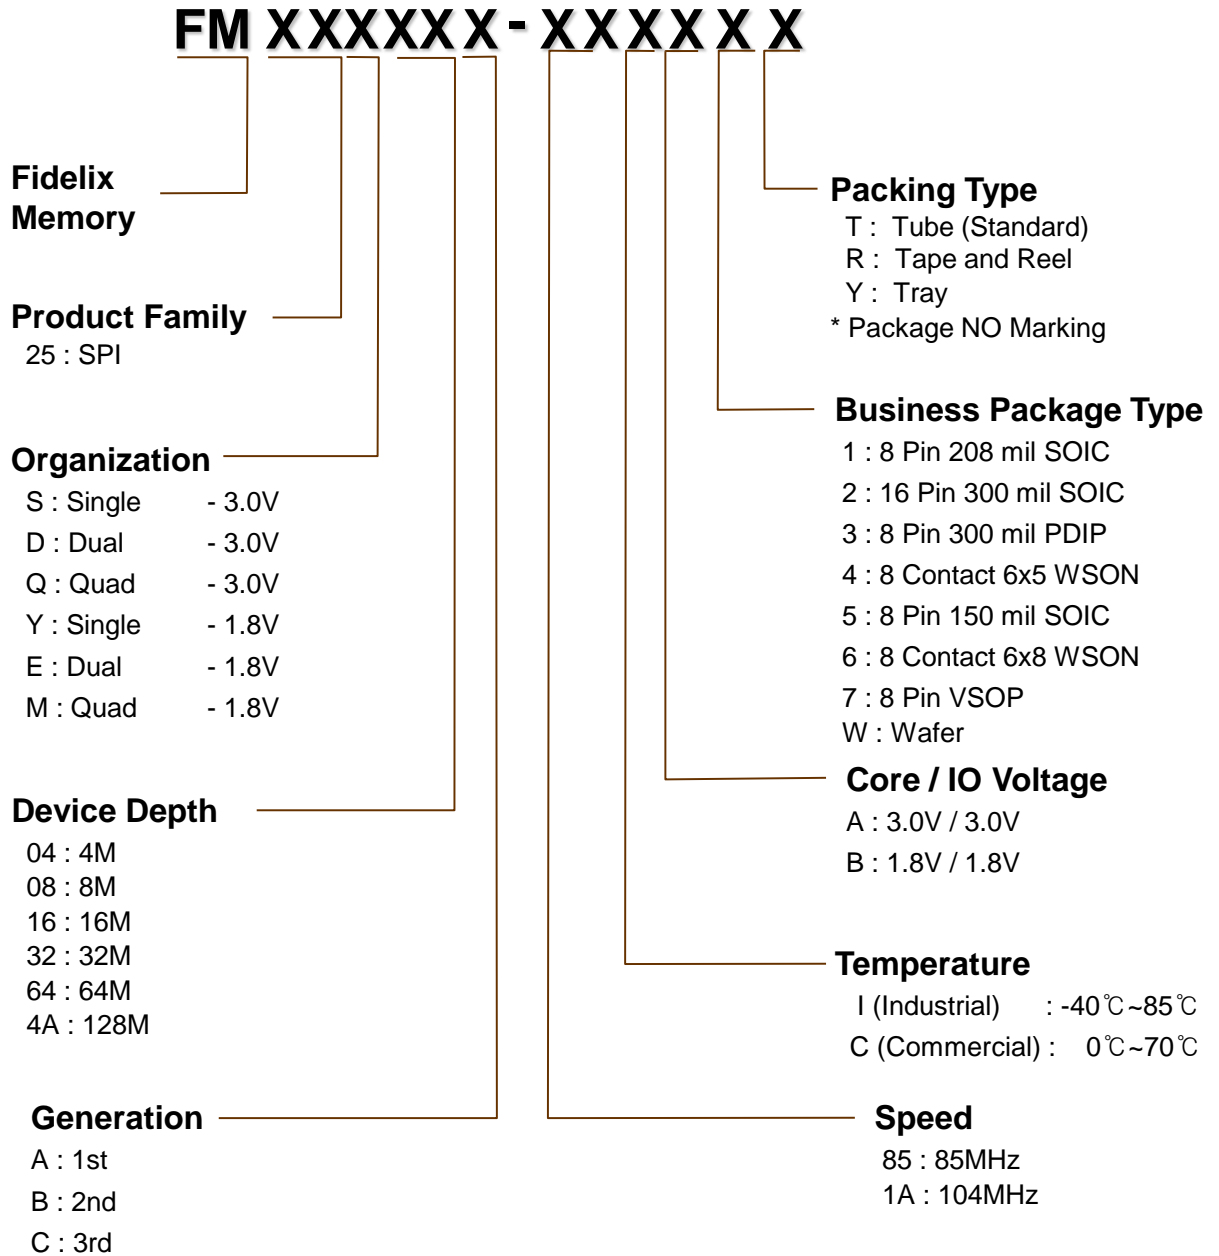 FM XXXXXX - XXXXXX
Fidelix
Memory
Product Family
25 : SPI
Organization
S : Single - 3.0V
D : Dual - 3.0V
Q : Quad - 3.0V
Y : Single - 1.8V
E : Dual - 1.8V
M : Quad - 1.8V
Device Depth
04 : 4M
08 : 8M
16 : 16M
32 : 32M
64 : 64M
4A : 128M
Generation
A : 1st
B : 2nd
C : 3rd
Packing Type
T : Tube (Standard)
R : Tape and Reel
Y : Tray
* Package NO Marking
Business Package Type
1 : 8 Pin 208 mil SOIC
2 : 16 Pin 300 mil SOIC
3 : 8 Pin 300 mil PDIP
4 : 8 Contact 6x5 WSON
5 : 8 Pin 150 mil SOIC
6 : 8 Contact 6x8 WSON
7 : 8 Pin VSOP
W : Wafer
Core / IO Voltage
A : 3.0V / 3.0V
B : 1.8V / 1.8V
Temperature
I (Industrial) : -40℃~85℃
C (Commercial) : 0℃~70℃
Speed
85 : 85MHz
1A : 104MHz